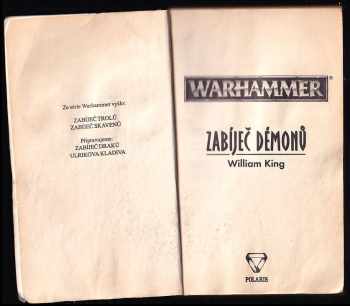 Ze série Warhammer vyšlo:
ZABÍJEČ TROLŮ
ZABÍJEČ SKAVENŮ
Připravujeme:
ZABÍJEČ DRAKŮ
ULRIKOVA KLADIVA
WARHAMMER®
ZABÍJEČ DÉMONŮ
William King
POLARIS